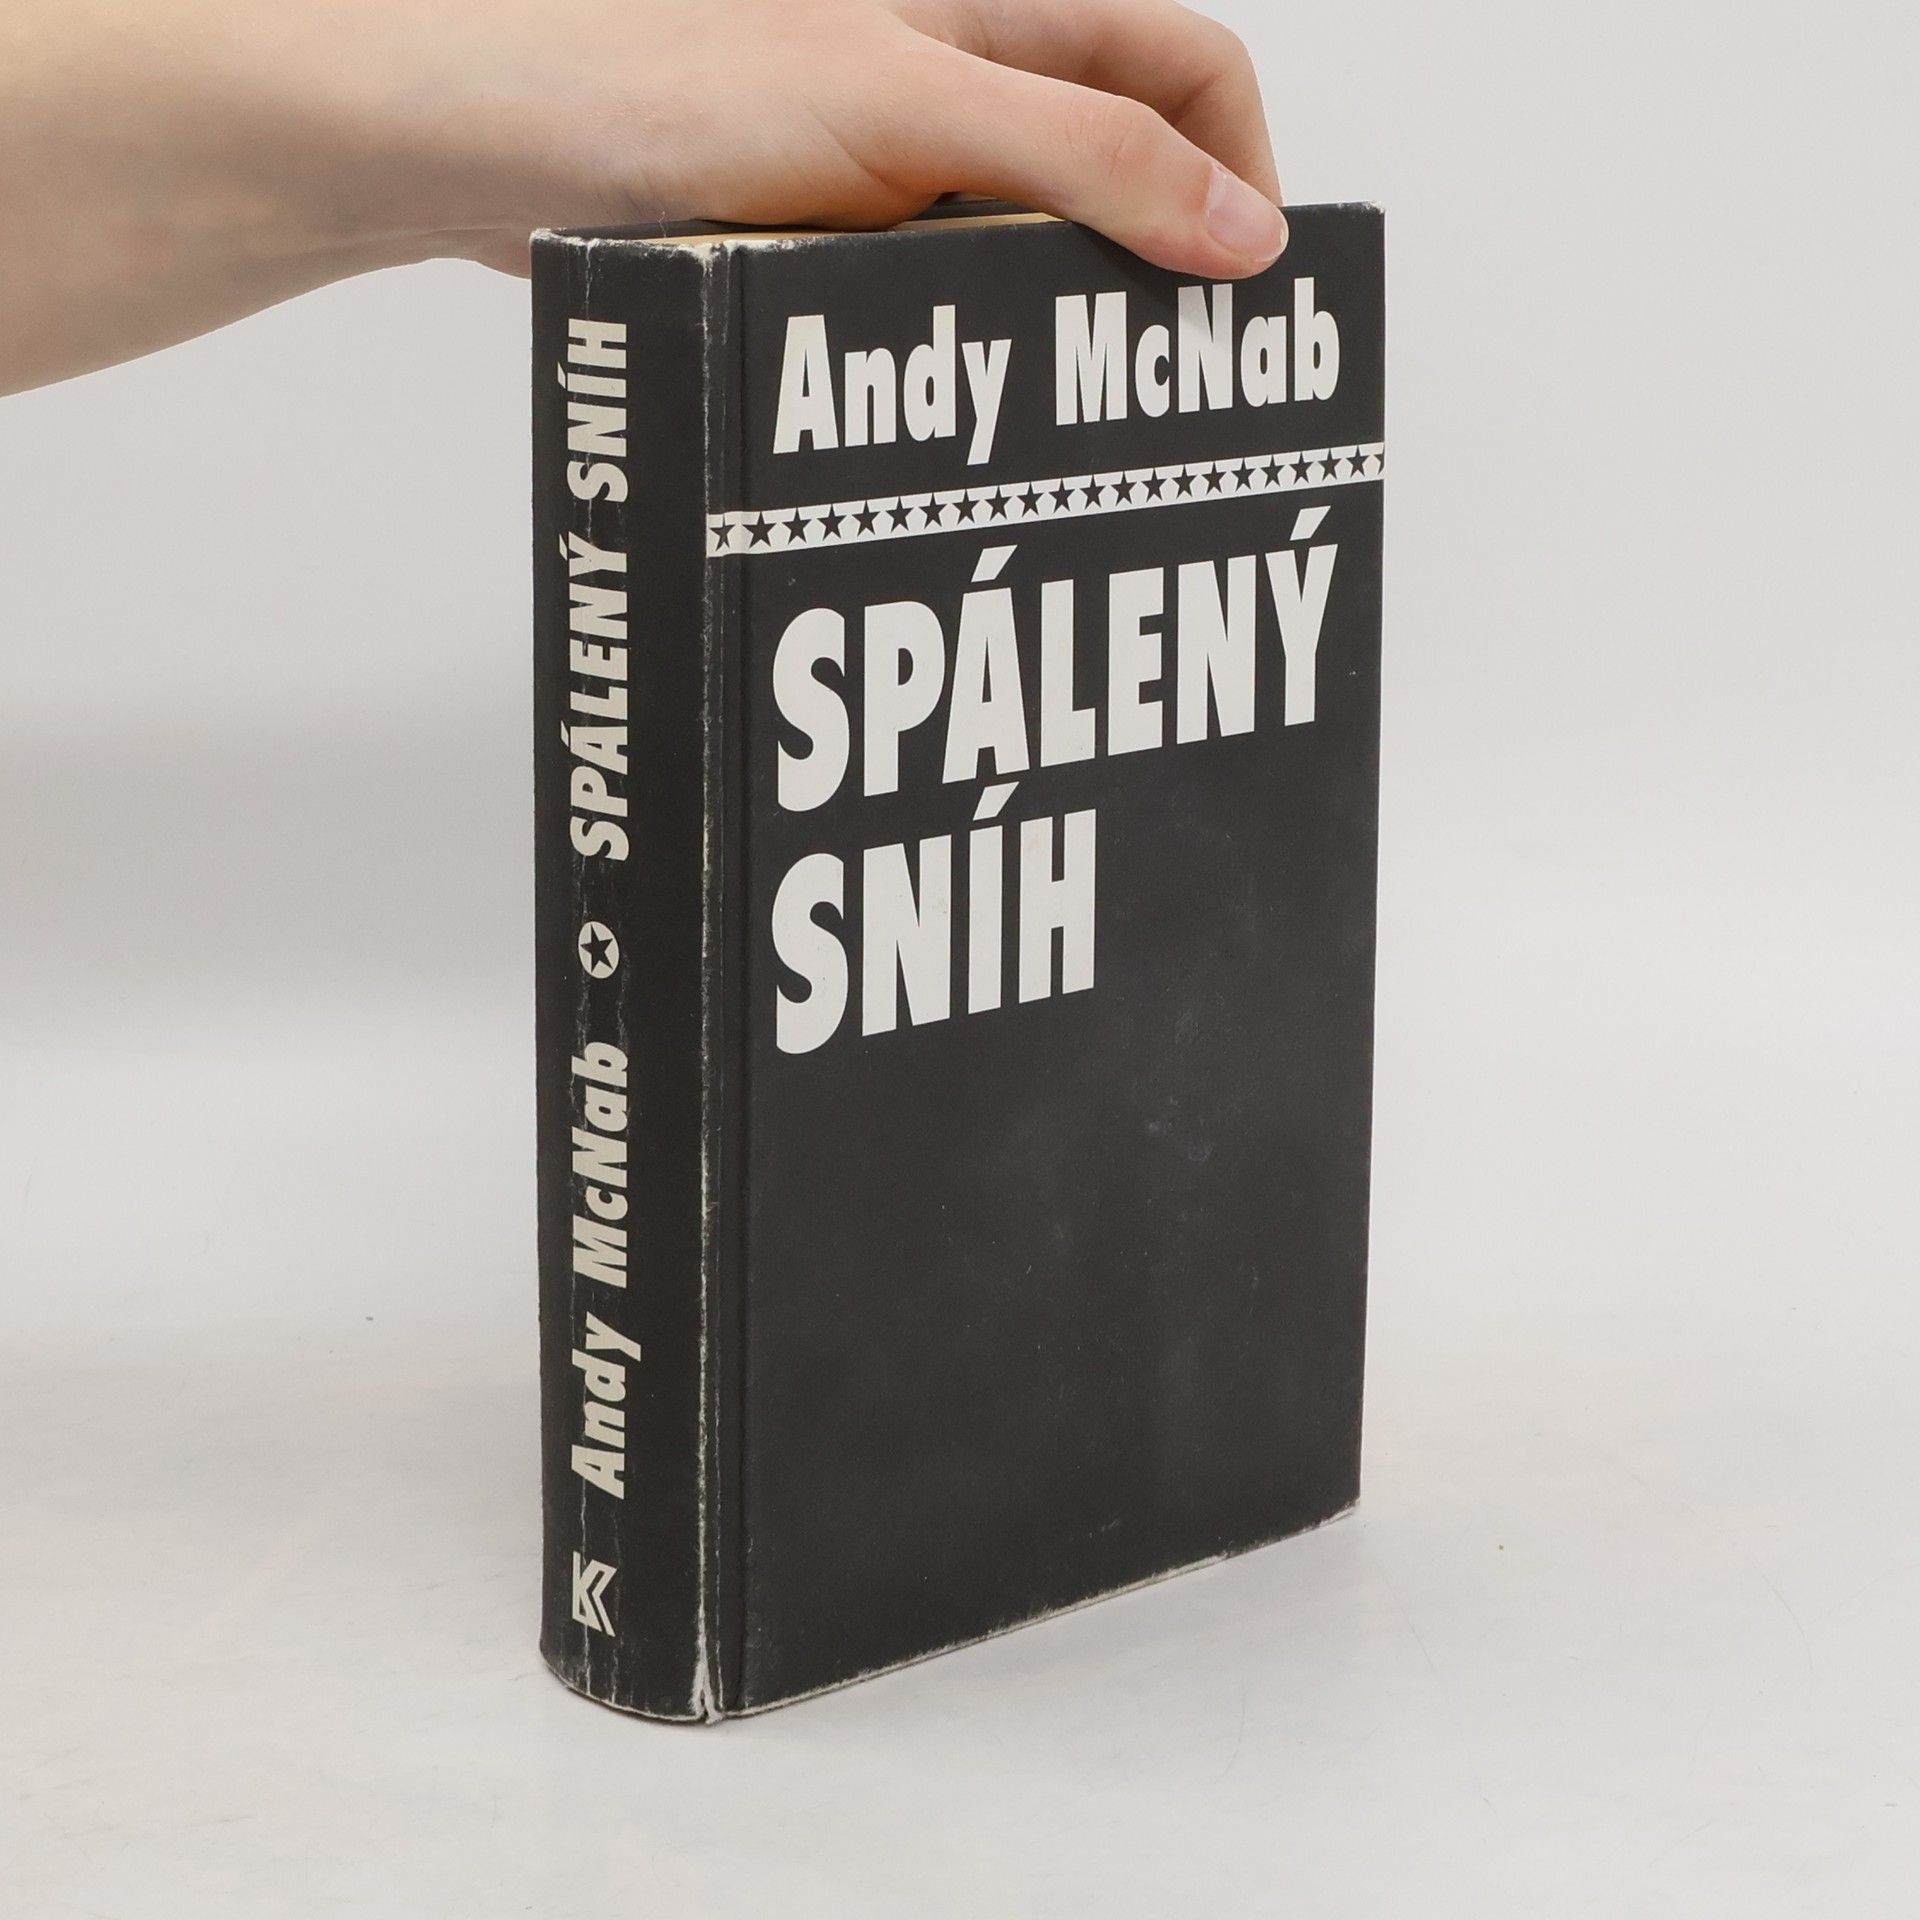 Andy McNab
SPÁLENÝ
SNÍH
Andy McNab SPÁLENÝ SNÍH